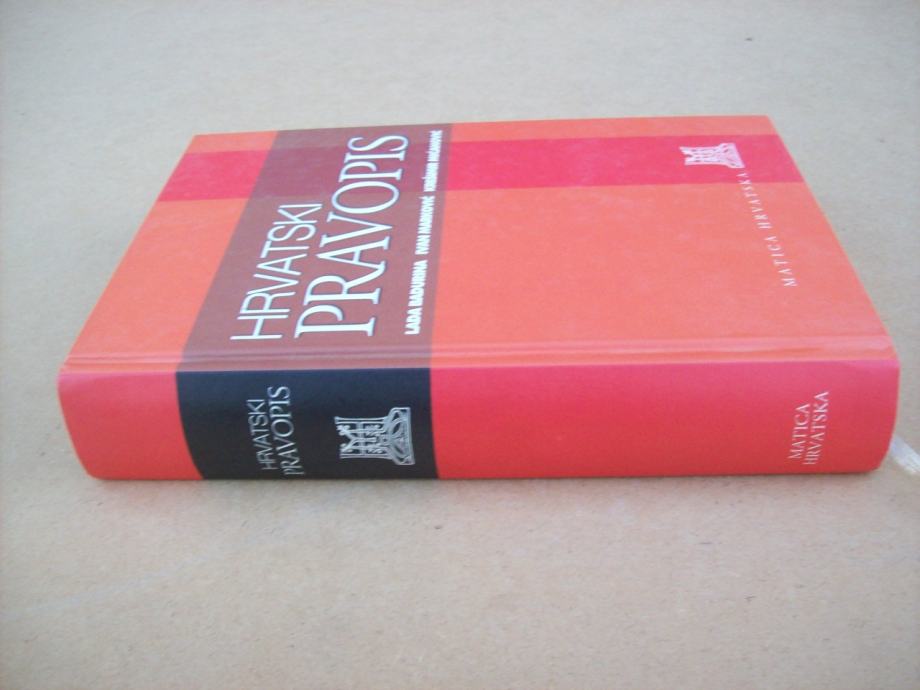 HRVATSKI
PRAVOPIS
LADA BADURINA IVAN MARKOVIĆ KREŠIMIR MIĆANOVIĆ
MATICA HRVATSKA
HRVATSKI
PRAVOPIS
MATICA
HRVATSKA